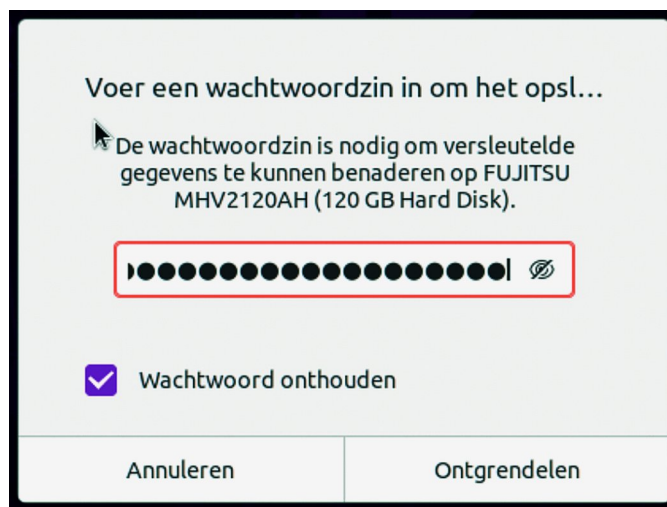 Voer een wachtwoordzin in om het opsl…
De wachtwoordzin is nodig om versleutelde
gegevens te kunnen benaderen op FUJITSU
MHV2120AH (120 GB Hard Disk).
Wachtwoord onthouden
Annuleren
Ontgrendelen